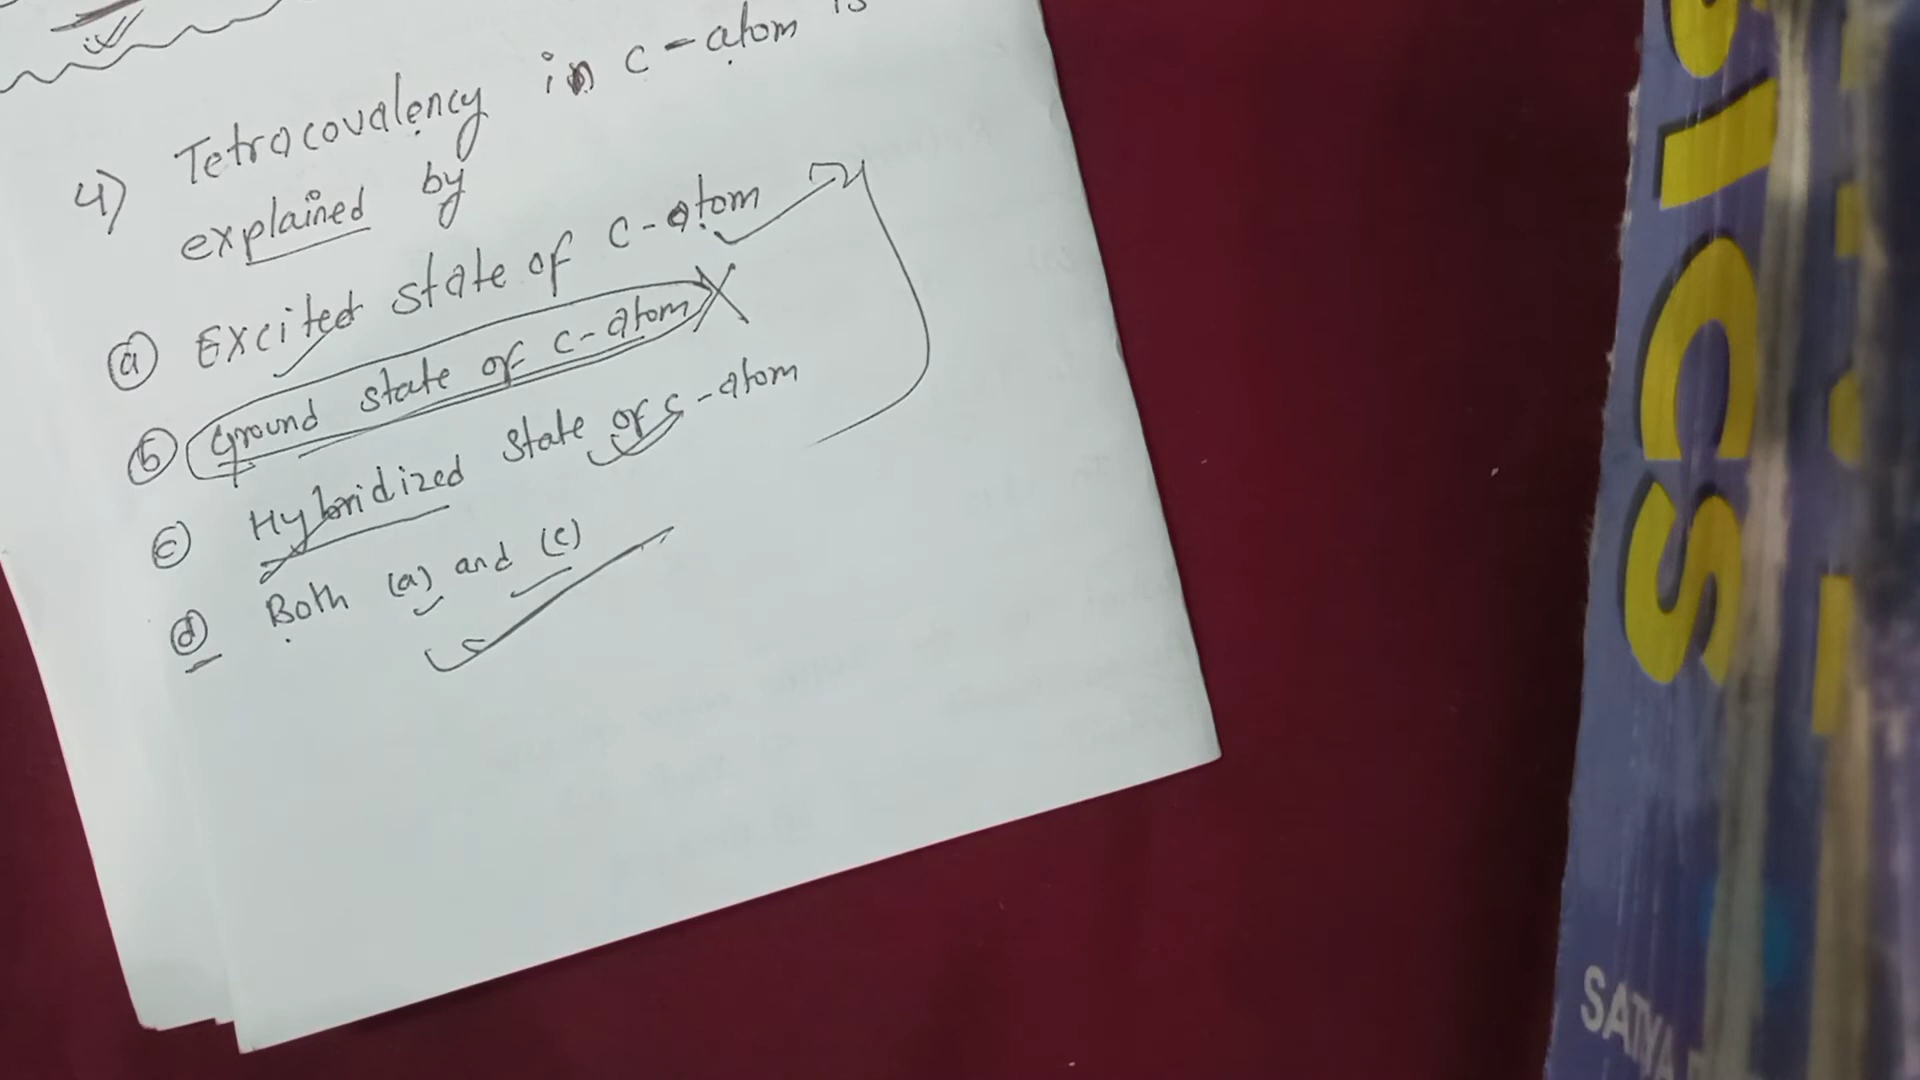 4) Tetracovalency in c-atom is
explained by
(a) Excited state of c-atom
(b) Ground state of c-atom
(c) Hybridized state of c-atom
(d) Both (a) and (c)
SICS
SATYA